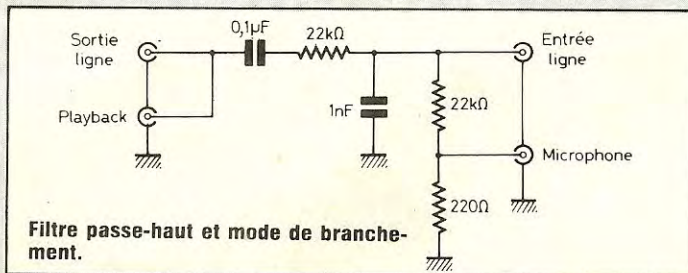 Sortie
ligne
0,1µF
22kΩ
Entrée
ligne
Playback
1nF
22kΩ
Microphone
220Ω
Filtre passe-haut et mode de branche-
ment.